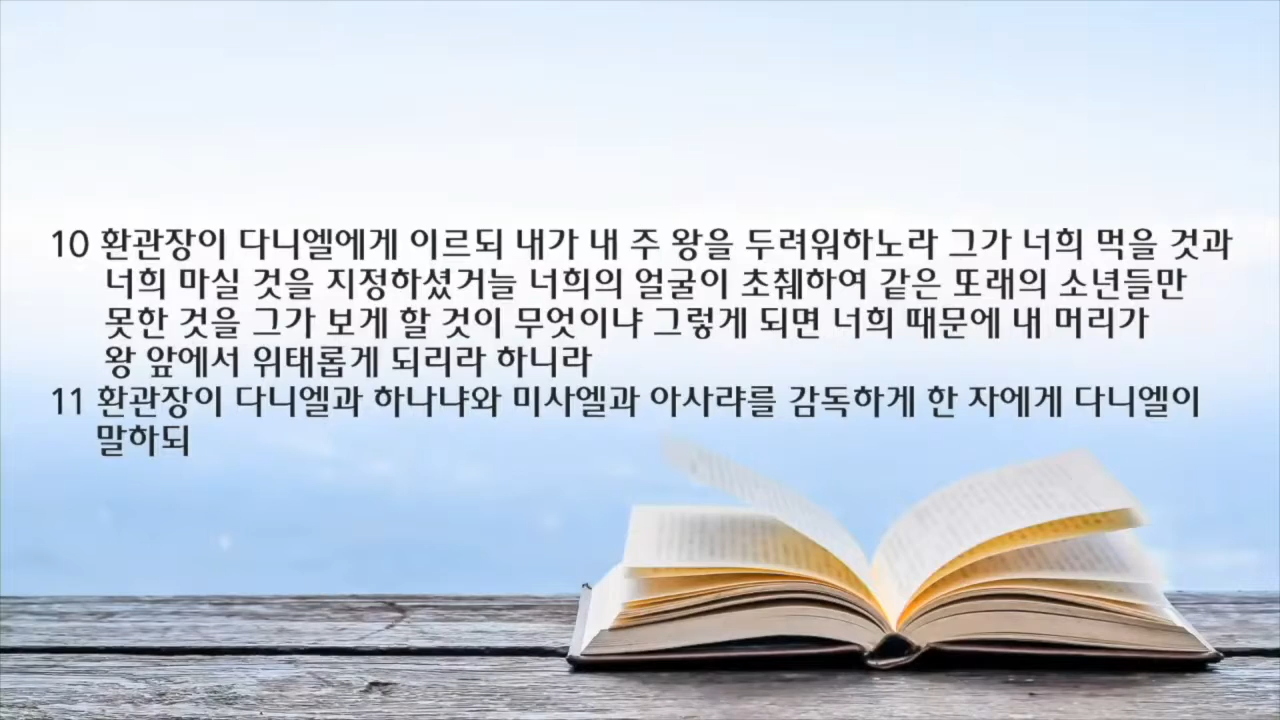 10 환관장이 다니엘에게 이르되 내가 내 주 왕을 두려워하노라 그가 너희 먹을 것과
너희 마실 것을 지정하셨거늘 너희의 얼굴이 초췌하여 같은 또래의 소년들만
못한 것을 그가 보게 할 것이 무엇이냐 그렇게 되면 너희 때문에 내 머리가
왕 앞에서 위태롭게 되리라 하니라
11 환관장이 다니엘과 하나냐와 미사엘과 아사랴를 감독하게 한 자에게 다니엘이
말하되